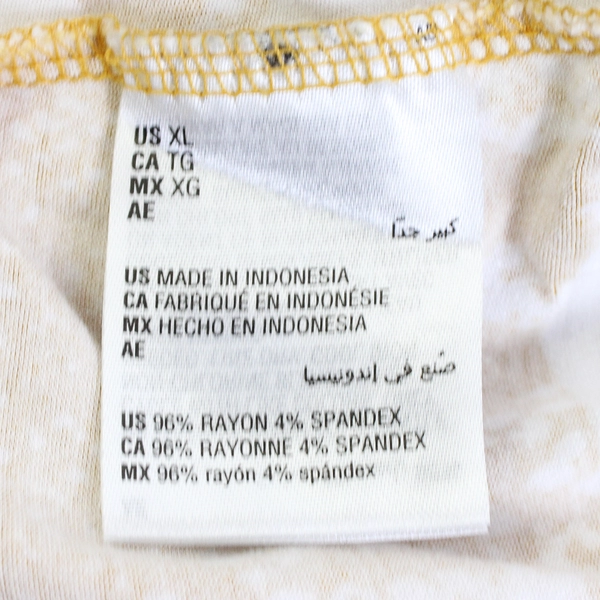 US XL
CA TG
MX XG
AE
كبير جدًا
US MADE IN INDONESIA
CA FABRIQUÉ EN INDONÉSIE
MX HECHO EN INDONESIA
AE
صنع في إندونيسيا
US 96% RAYON 4% SPANDEX
CA 96% RAYONNE 4% SPANDEX
MX 96% rayón 4% spándex